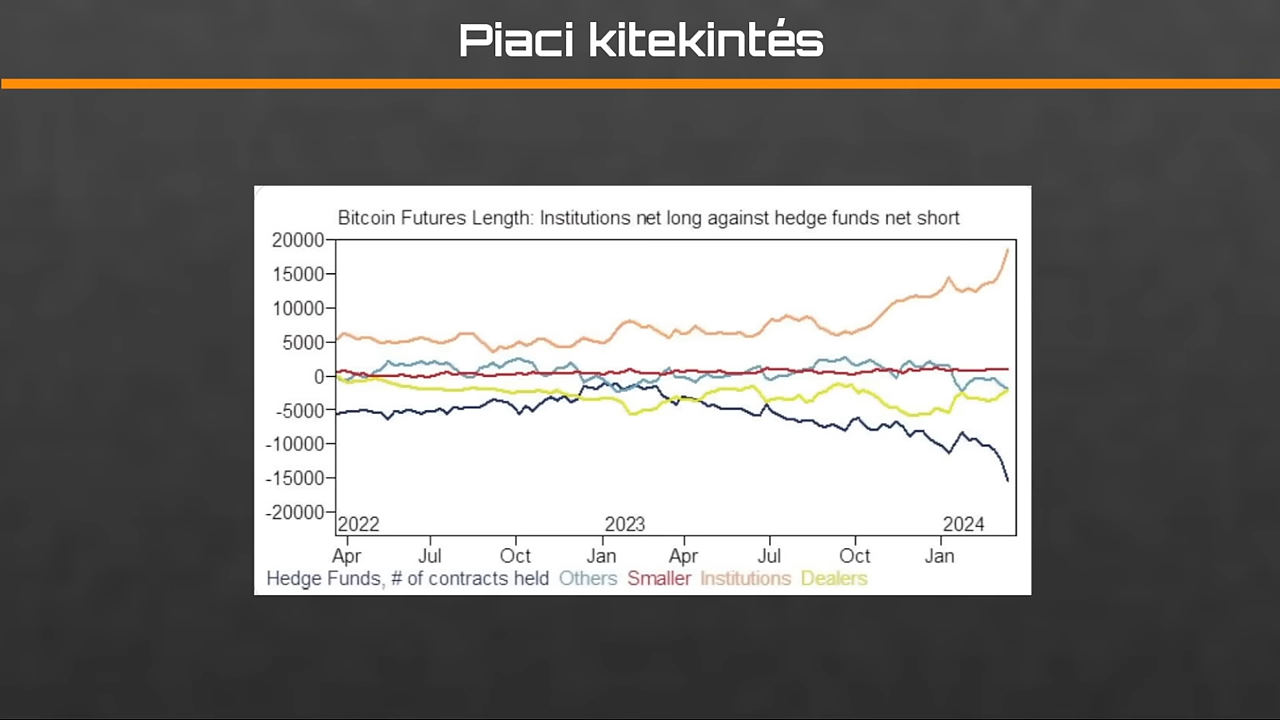 Piaci kitekintés
Bitcoin Futures Length: Institutions net long against hedge funds net short
20000
15000
10000
5000
0
-5000
-10000
-15000
-20000
2022 2023 2024
Apr Jul Oct Jan Apr Jul Oct Jan
Hedge Funds, # of contracts held Others Smaller Institutions Dealers